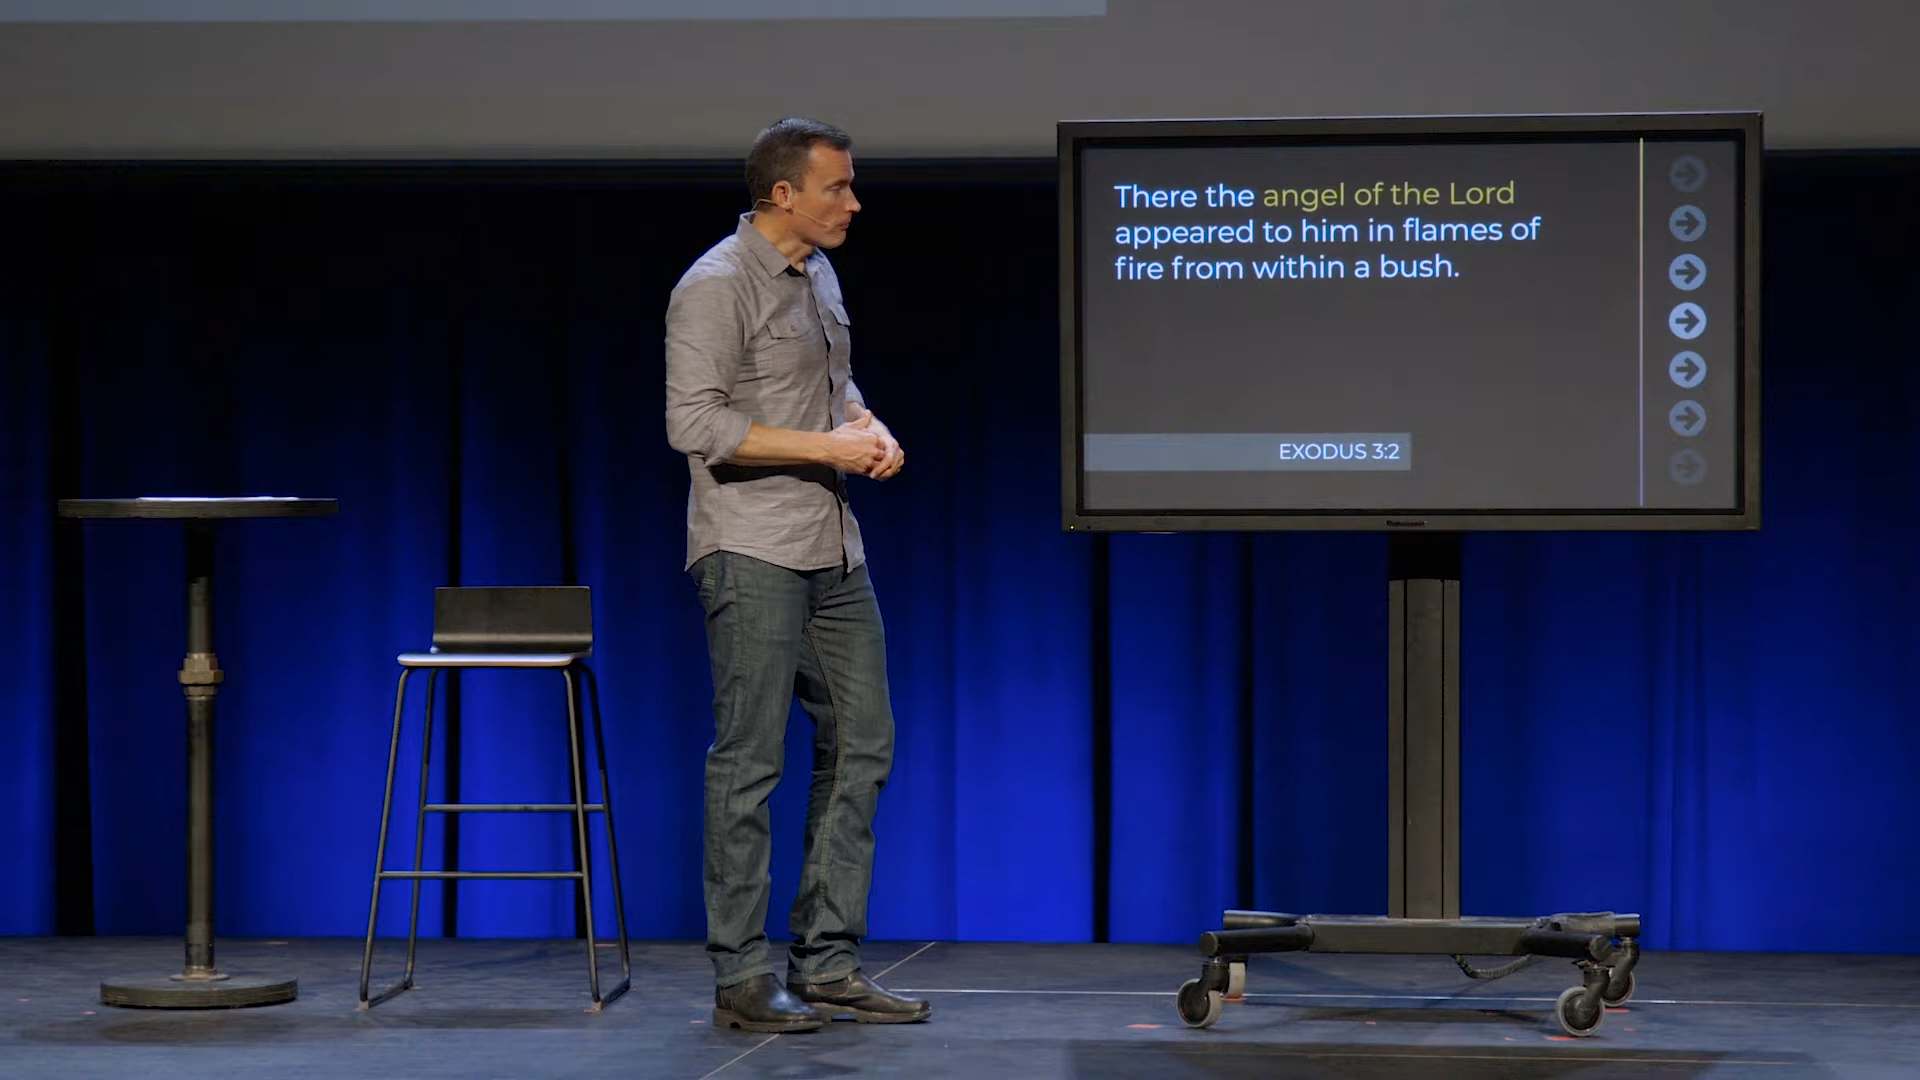 There the angel of the Lord
appeared to him in flames of
fire from within a bush.
EXODUS 3:2